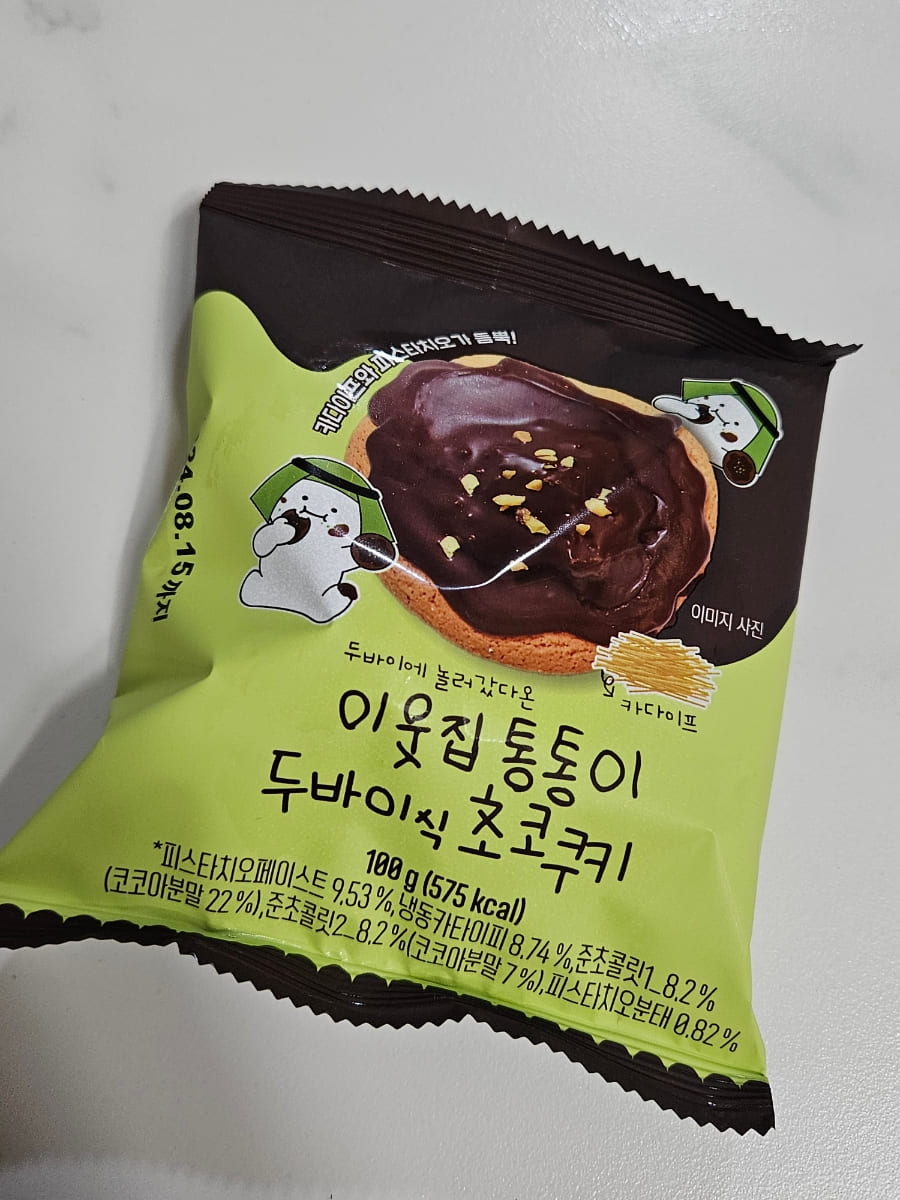 카다이프와 피스타치오가 듬뿍!
24.08.15까지
이미지 사진
카다이프
두바이에 놀러갔다온
이웃집 통통이
두바이식 초코쿠키
100 g (575 kcal)
*피스타치오페이스트 9.53 %,냉동카타이피 8.74 %,준초콜릿1_8.2 %
(코코아분말 22 %),준초콜릿2_8.2 %(코코아분말 7 %),피스타치오분태 0.82 %